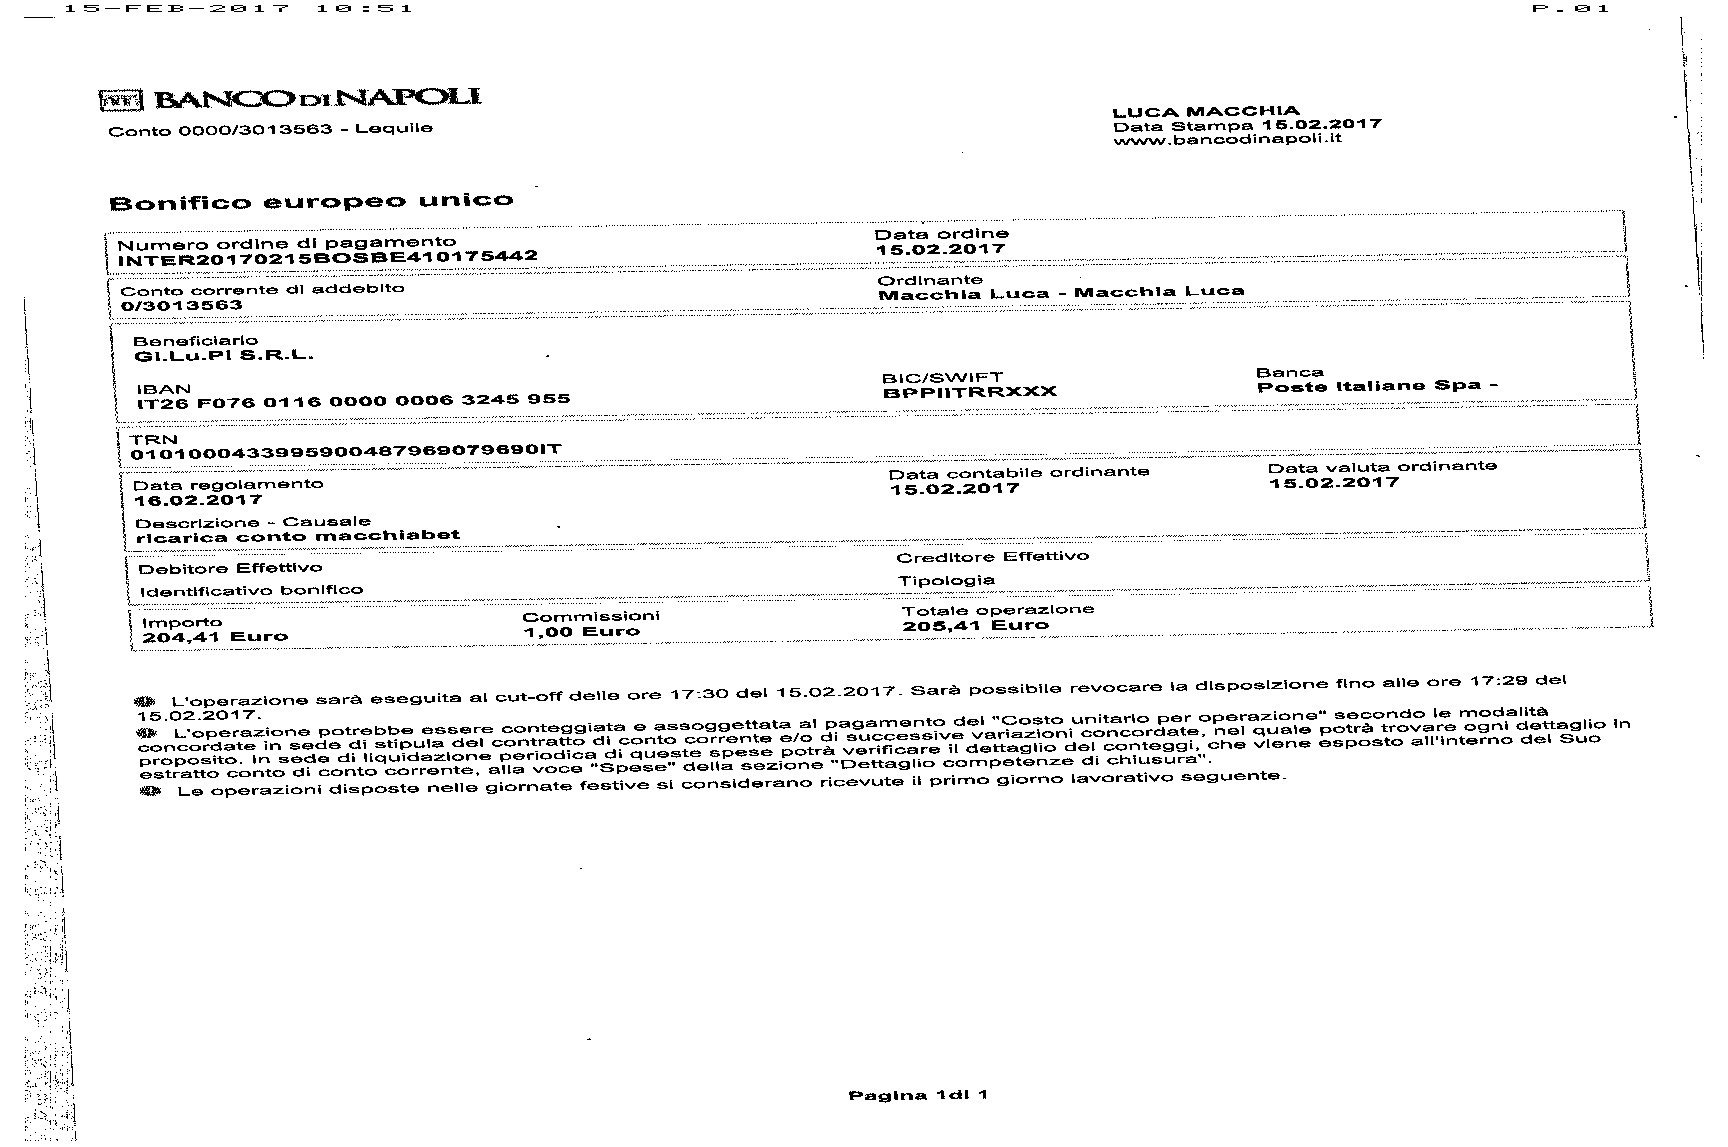 15-FEB-2017 10:51 P.01
BANCO DI NAPOLI
Conto 0000/3013563 - Lequile
LUCA MACCHIA
Data Stampa 15.02.2017
www.bancodinapoli.it
Bonifico europeo unico
Numero ordine di pagamento Data ordine
INTER20170215BOSBE410175442 15.02.2017
Conto corrente di addebito Ordinante
0/3013563 Macchia Luca - Macchia Luca
Beneficiario
GI.Lu.PI S.R.L.
IBAN BIC/SWIFT Banca
IT26 F076 0116 0000 0006 3245 955 BPPIITRRXXX Poste Italiane Spa -
TRN
0101000433995900487969079690IT
Data regolamento Data contabile ordinante Data valuta ordinante
16.02.2017 15.02.2017 15.02.2017
Descrizione - Causale
ricarica conto macchiabet
Debitore Effettivo Creditore Effettivo
Identificativo bonifico Tipologia
Importo Commissioni Totale operazione
204,41 Euro 1,00 Euro 205,41 Euro
L'operazione sarà eseguita al cut-off delle ore 17:30 del 15.02.2017. Sarà possibile revocare la disposizione fino alle ore 17:29 del
15.02.2017.
L'operazione potrebbe essere conteggiata e assoggettata al pagamento del "Costo unitario per operazione" secondo le modalità
concordate in sede di stipula del contratto di conto corrente e/o di successive variazioni concordate, nel quale potrà trovare ogni dettaglio in
proposito. In sede di liquidazione periodica di queste spese potrà verificare il dettaglio dei conteggi, che viene esposto all'interno del Suo
estratto conto di conto corrente, alla voce "Spese" della sezione "Dettaglio competenze di chiusura".
Le operazioni disposte nelle giornate festive si considerano ricevute il primo giorno lavorativo seguente.
Pagina 1di 1